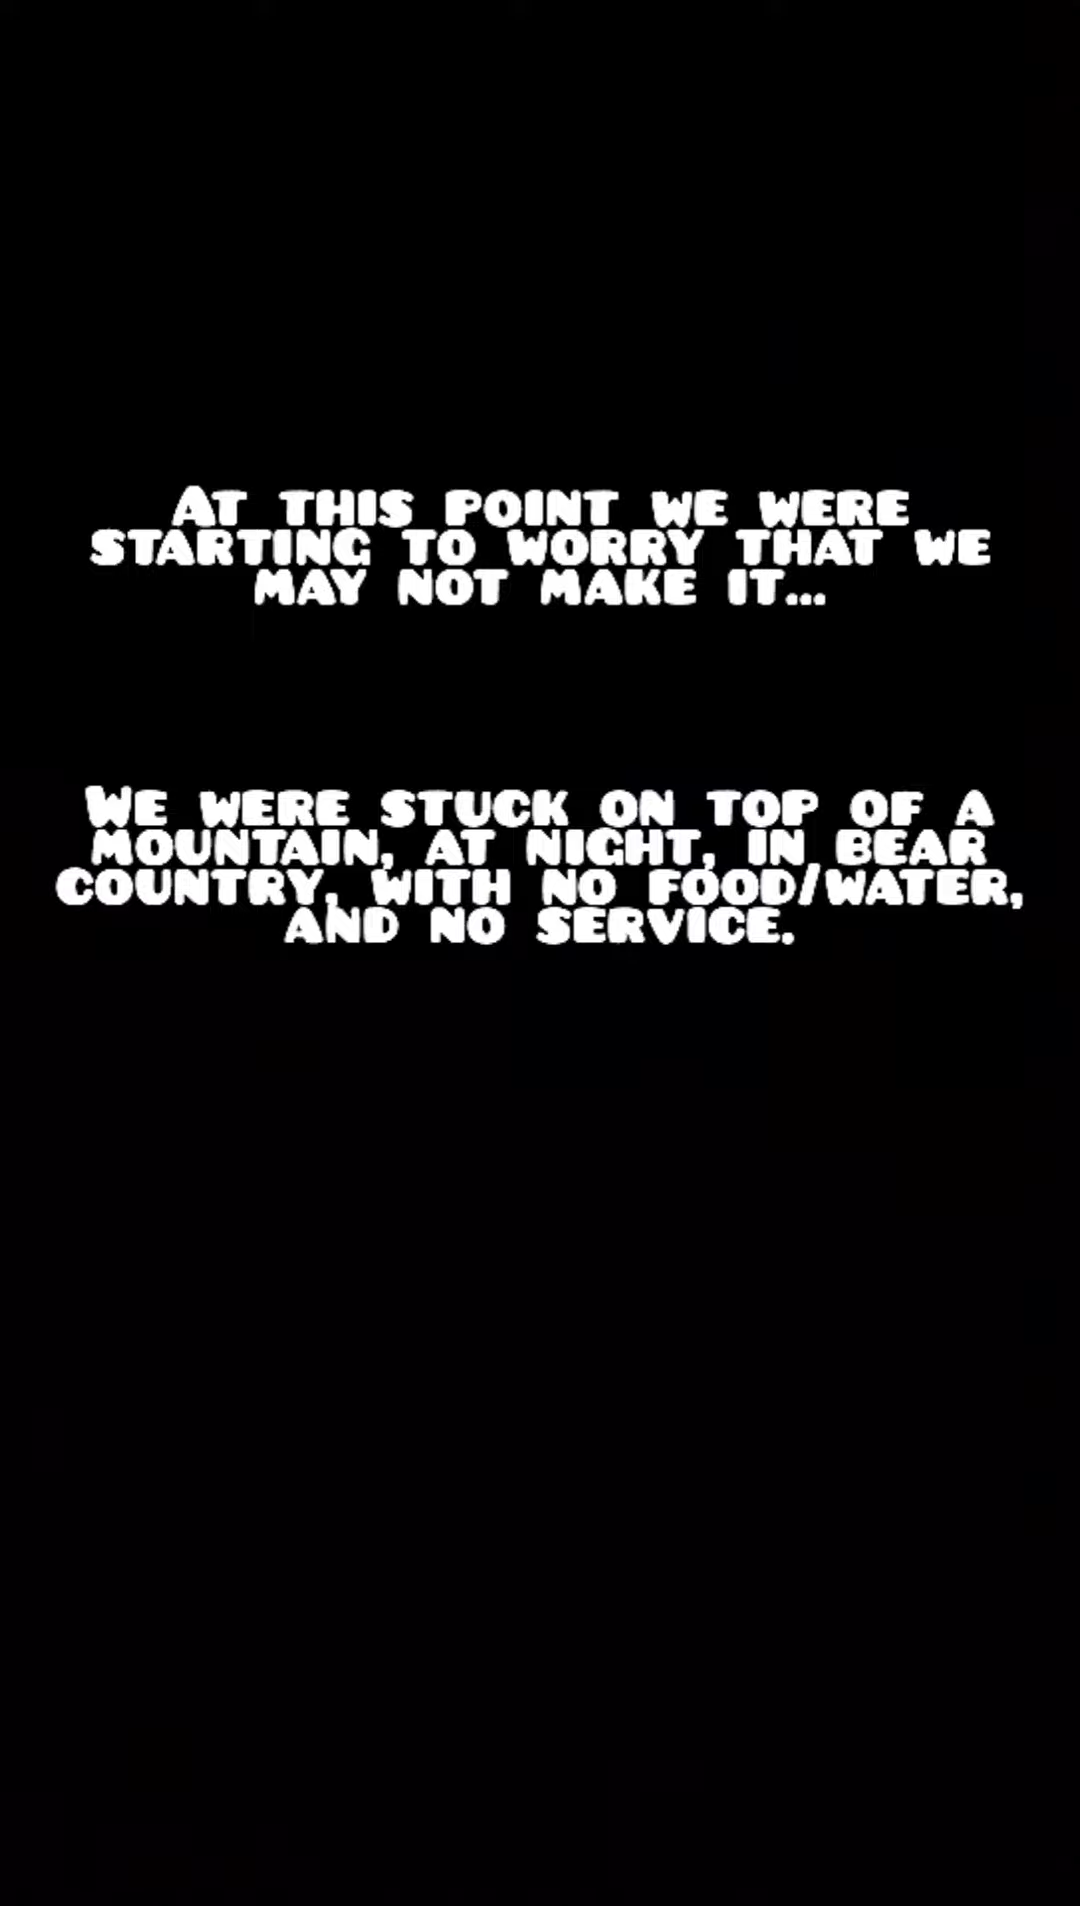 At this point we were
starting to worry that we
may not make it...
We were stuck on top of a
mountain, at night, in bear
country, with no food/water,
and no service.